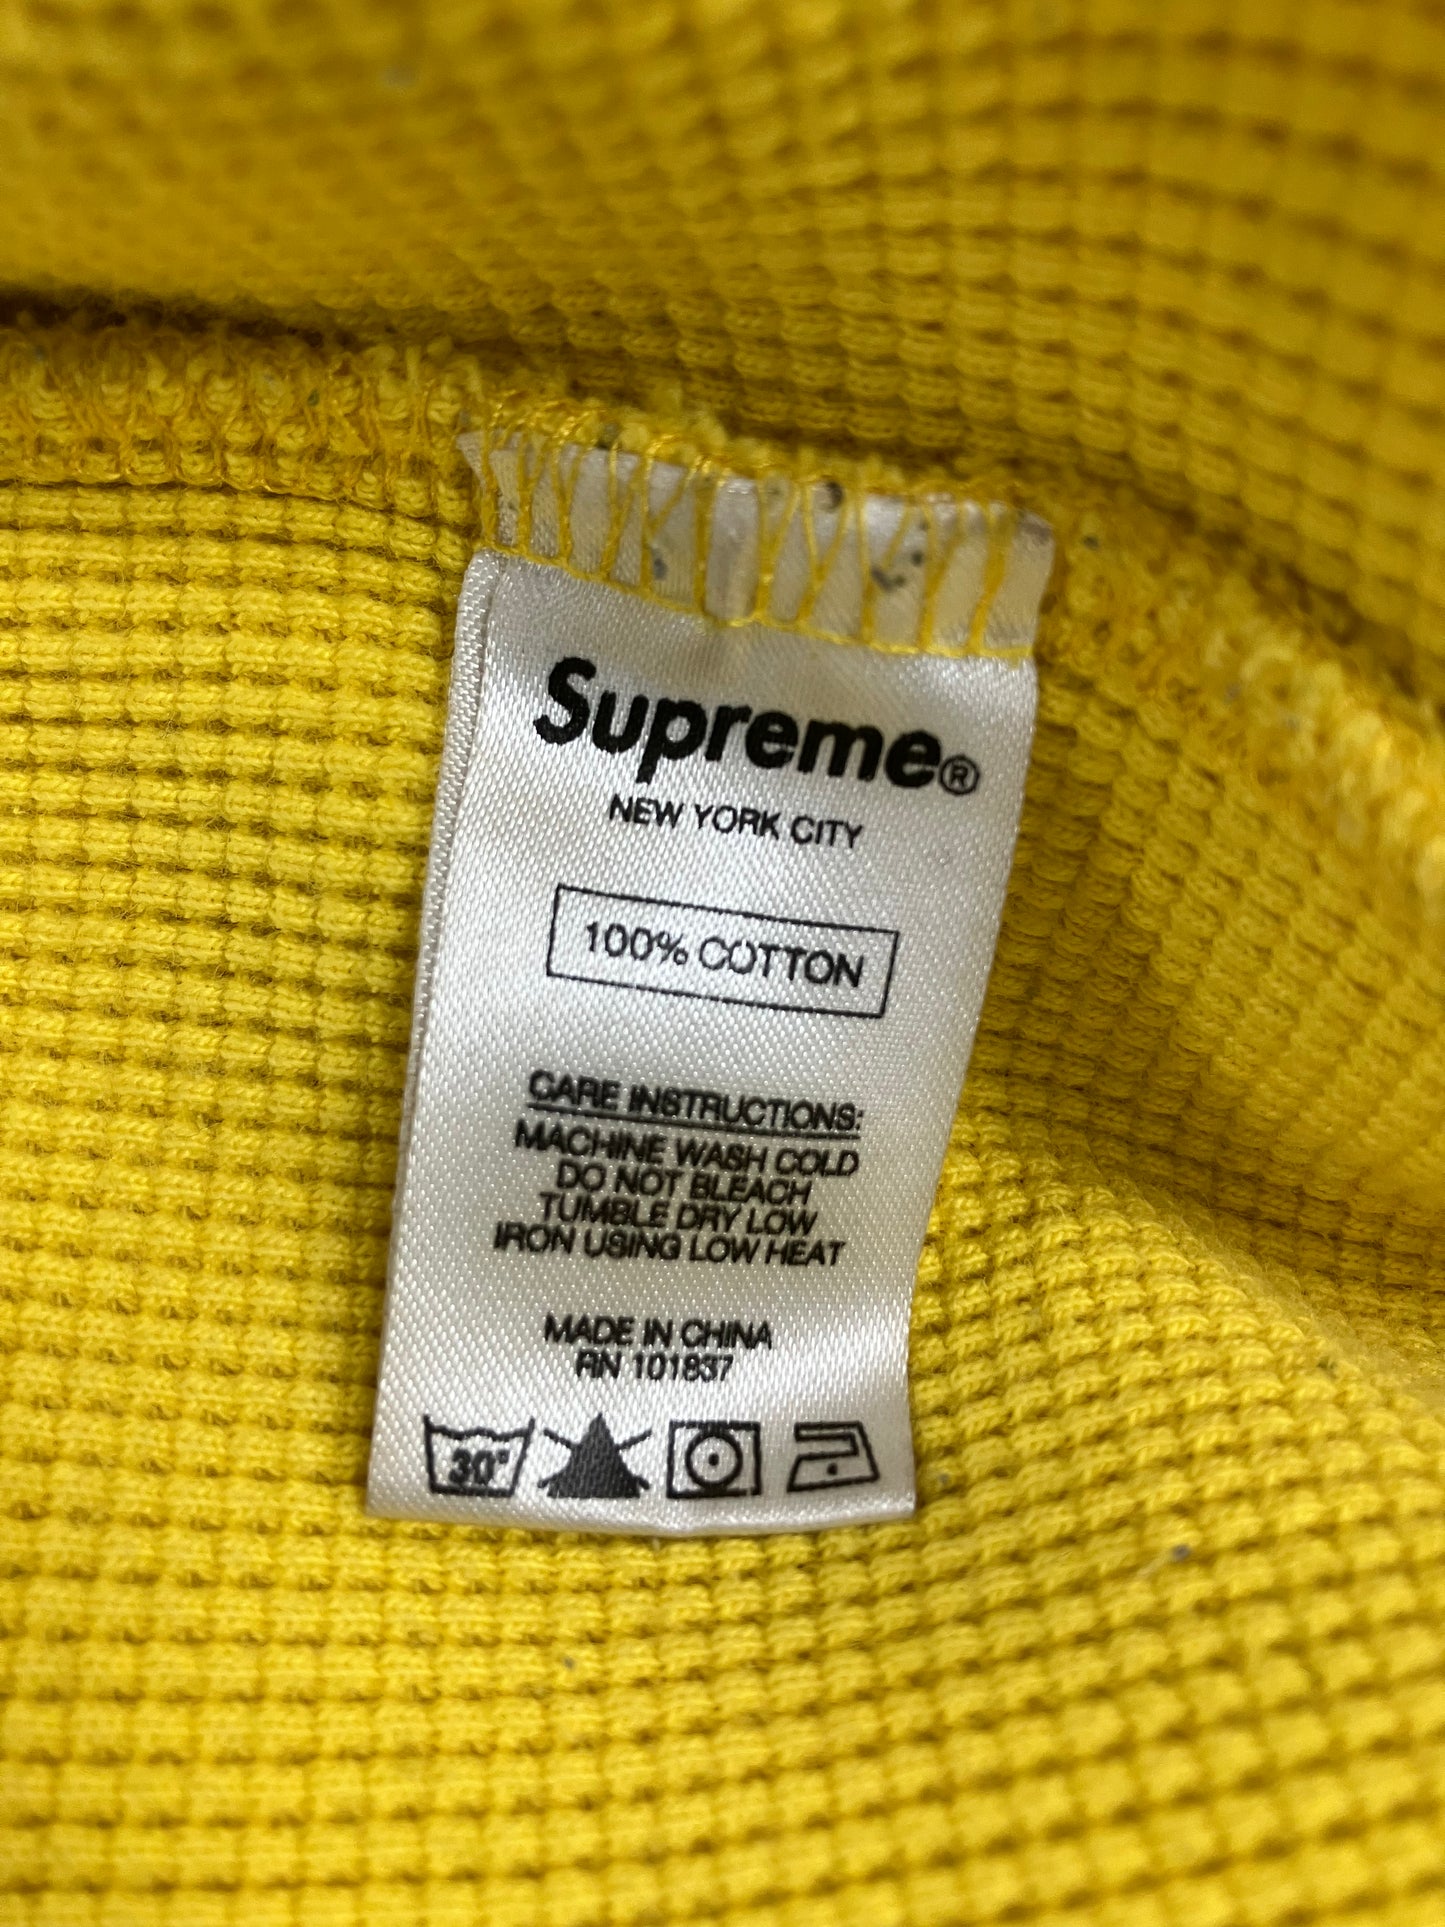 Supreme®
NEW YORK CITY
100% COTTON
CARE INSTRUCTIONS:
MACHINE WASH COLD
DO NOT BLEACH
TUMBLE DRY LOW
IRON USING LOW HEAT
MADE IN CHINA
RN 101837
30°